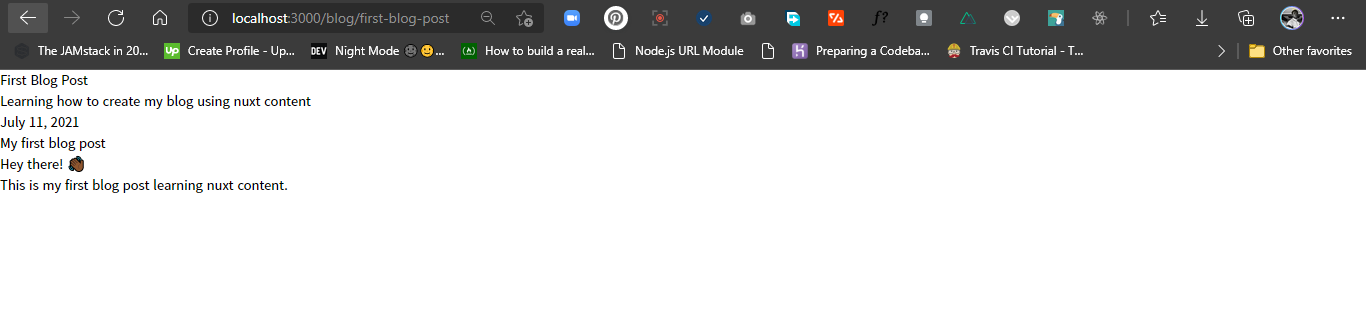 localhost:3000/blog/first-blog-post
f?
The JAMstack in 20...
Up Create Profile - Up...
DEV Night Mode 🌚🌝...
How to build a real...
Node.js URL Module
Preparing a Codeba...
Travis CI Tutorial - T...
Other favorites
First Blog Post
Learning how to create my blog using nuxt content
July 11, 2021
My first blog post
Hey there! 👋🏾
This is my first blog post learning nuxt content.